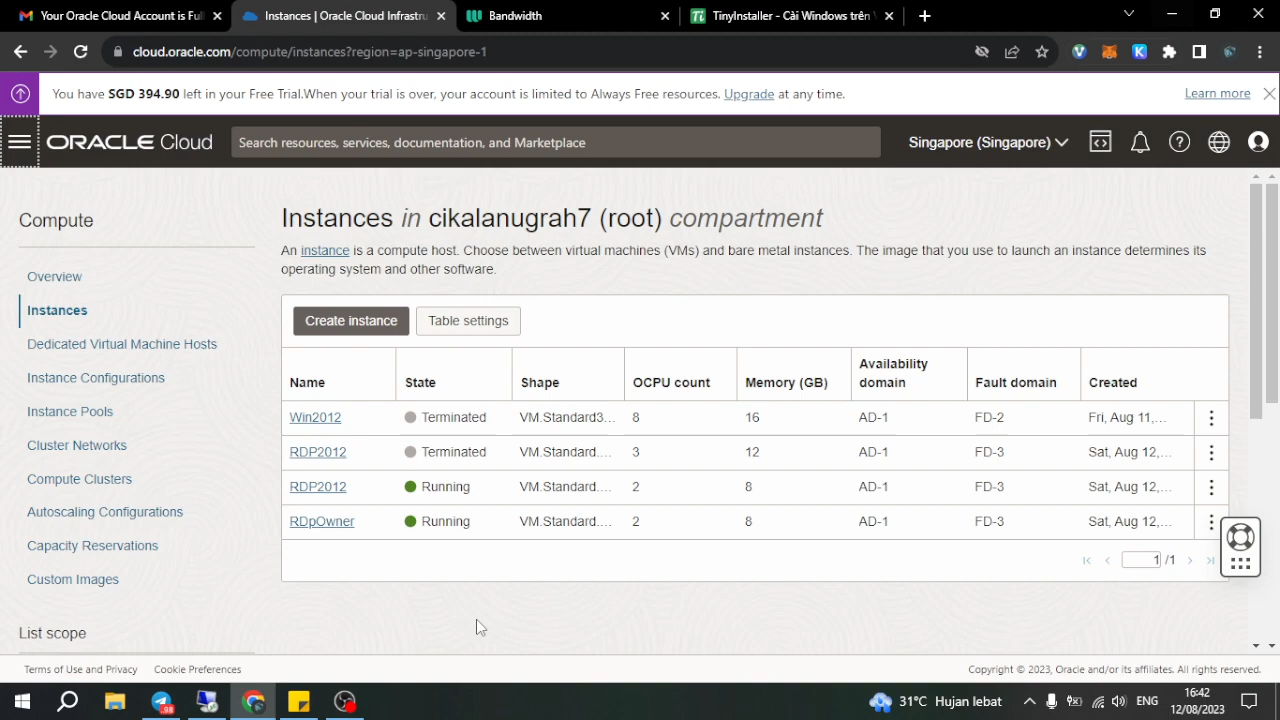 Your Oracle Cloud Account is Full
Instances | Oracle Cloud Infrastru
Bandwidth
TinyInstaller - Cài Windows trên
cloud.oracle.com/compute/instances?region=ap-singapore-1
You have SGD 394.90 left in your Free Trial.When your trial is over, your account is limited to Always Free resources. Upgrade at any time.
Learn more
ORACLE Cloud
Search resources, services, documentation, and Marketplace
Singapore (Singapore)
Compute
Overview
Instances
Dedicated Virtual Machine Hosts
Instance Configurations
Instance Pools
Cluster Networks
Compute Clusters
Autoscaling Configurations
Capacity Reservations
Custom Images
List scope
Instances in cikalanugrah7 (root) compartment
An instance is a compute host. Choose between virtual machines (VMs) and bare metal instances. The image that you use to launch an instance determines its
operating system and other software.
Create instance
Table settings
Name State Shape OCPU count Memory (GB) Availability domain Fault domain Created
Win2012 Terminated VM.Standard3... 8 16 AD-1 FD-2 Fri, Aug 11,...
RDP2012 Terminated VM.Standard.... 3 12 AD-1 FD-3 Sat, Aug 12,...
RDP2012 Running VM.Standard.... 2 8 AD-1 FD-3 Sat, Aug 12,...
RDpOwner Running VM.Standard.... 2 8 AD-1 FD-3 Sat, Aug 12,...
1 /1
Terms of Use and Privacy
Cookie Preferences
Copyright © 2023, Oracle and/or its affiliates. All rights reserved.
31°C Hujan lebat
ENG
16:42
12/08/2023